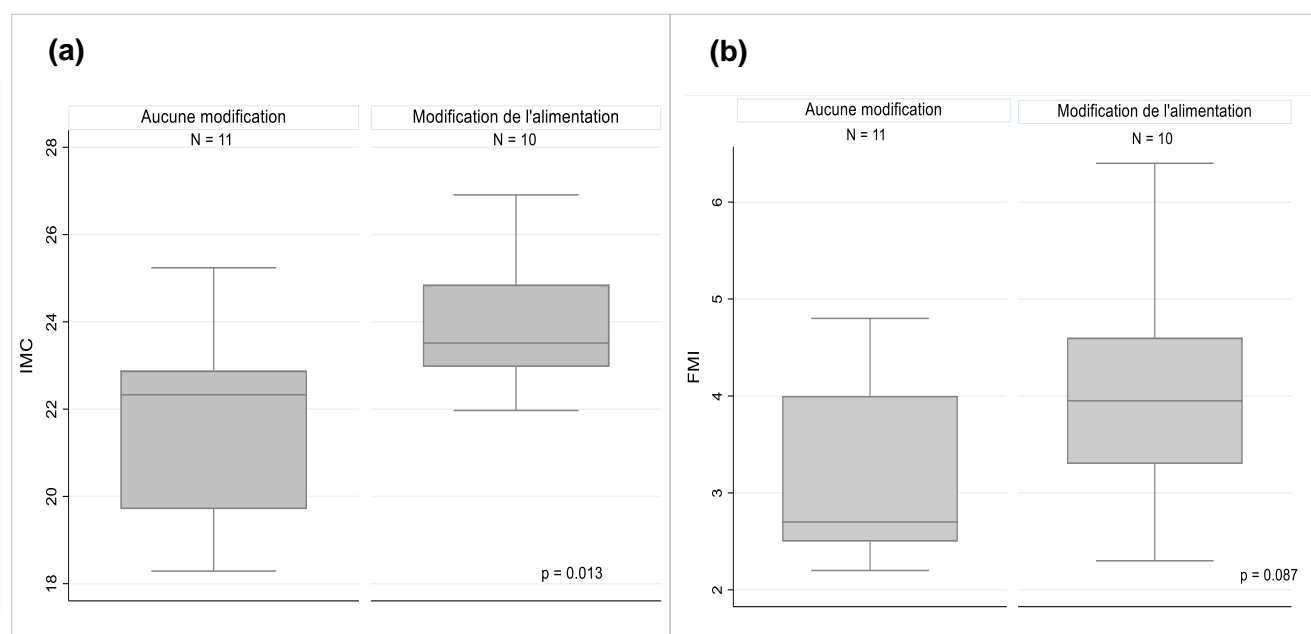 (a)
Aucune modification
Modification de l'alimentation
N = 11
N = 10
28
26
24
22
20
18
IMC
p = 0.013
(b)
Aucune modification
Modification de l'alimentation
N = 11
N = 10
6
5
4
3
2
FMI
p = 0.087